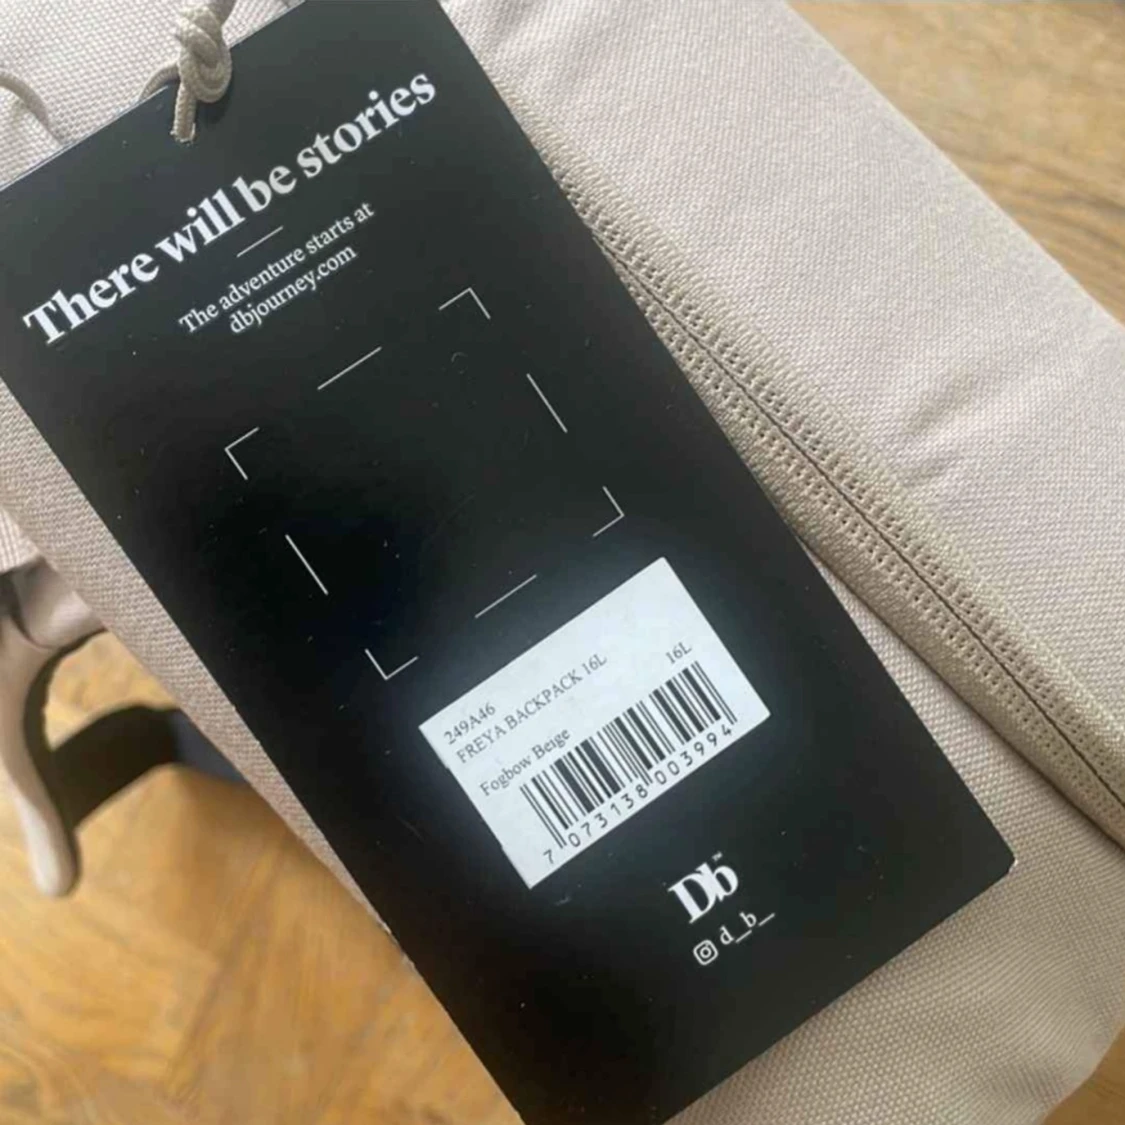 There will be stories
The adventure starts at
dbjourney.com
249A46
FREYA BACKPACK 16L
Fogbow Beige
16L
7 073138 003994
Db
d_b_